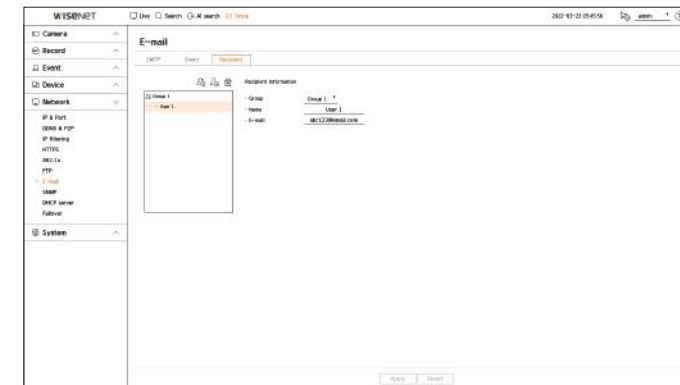 WISENET
Live Search AI search Setup
2022-03-22 05:45:56 admin
Camera
Record
Event
Device
Network
IP & Port
DDNS & P2P
IP filtering
HTTPS
802.1x
FTP
E-mail
SNMP
DHCP server
Failover
System
E-mail
SMTP Event Recipient
Recipient Information
Group 1
User 1
Group Group 1
Name User 1
E-mail abc123@email.com
Apply Revert